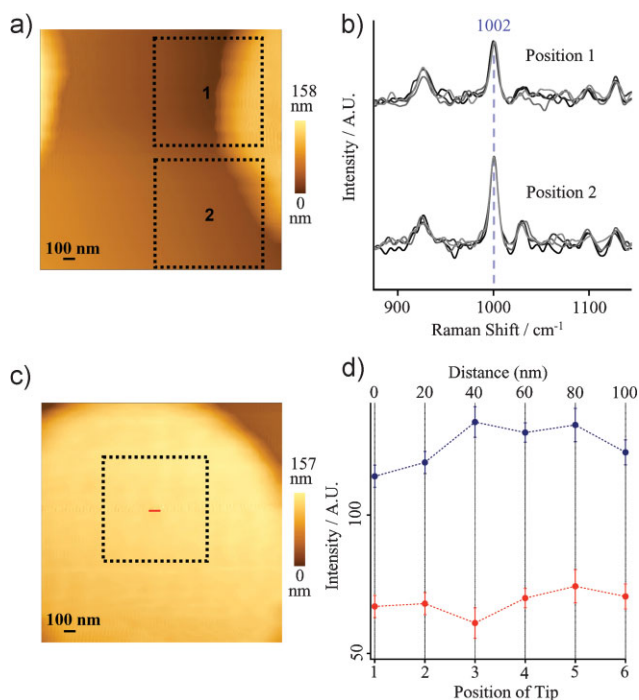 a)
1
2
100 nm
158
nm
0
nm
b)
1002
Position 1
Position 2
Intensity / A.U.
900 1000 1100
Raman Shift / cm-1
c)
100 nm
157
nm
0
nm
d)
Distance (nm)
0 20 40 60 80 100
Intensity / A.U.
100
50
1 2 3 4 5 6
Position of Tip